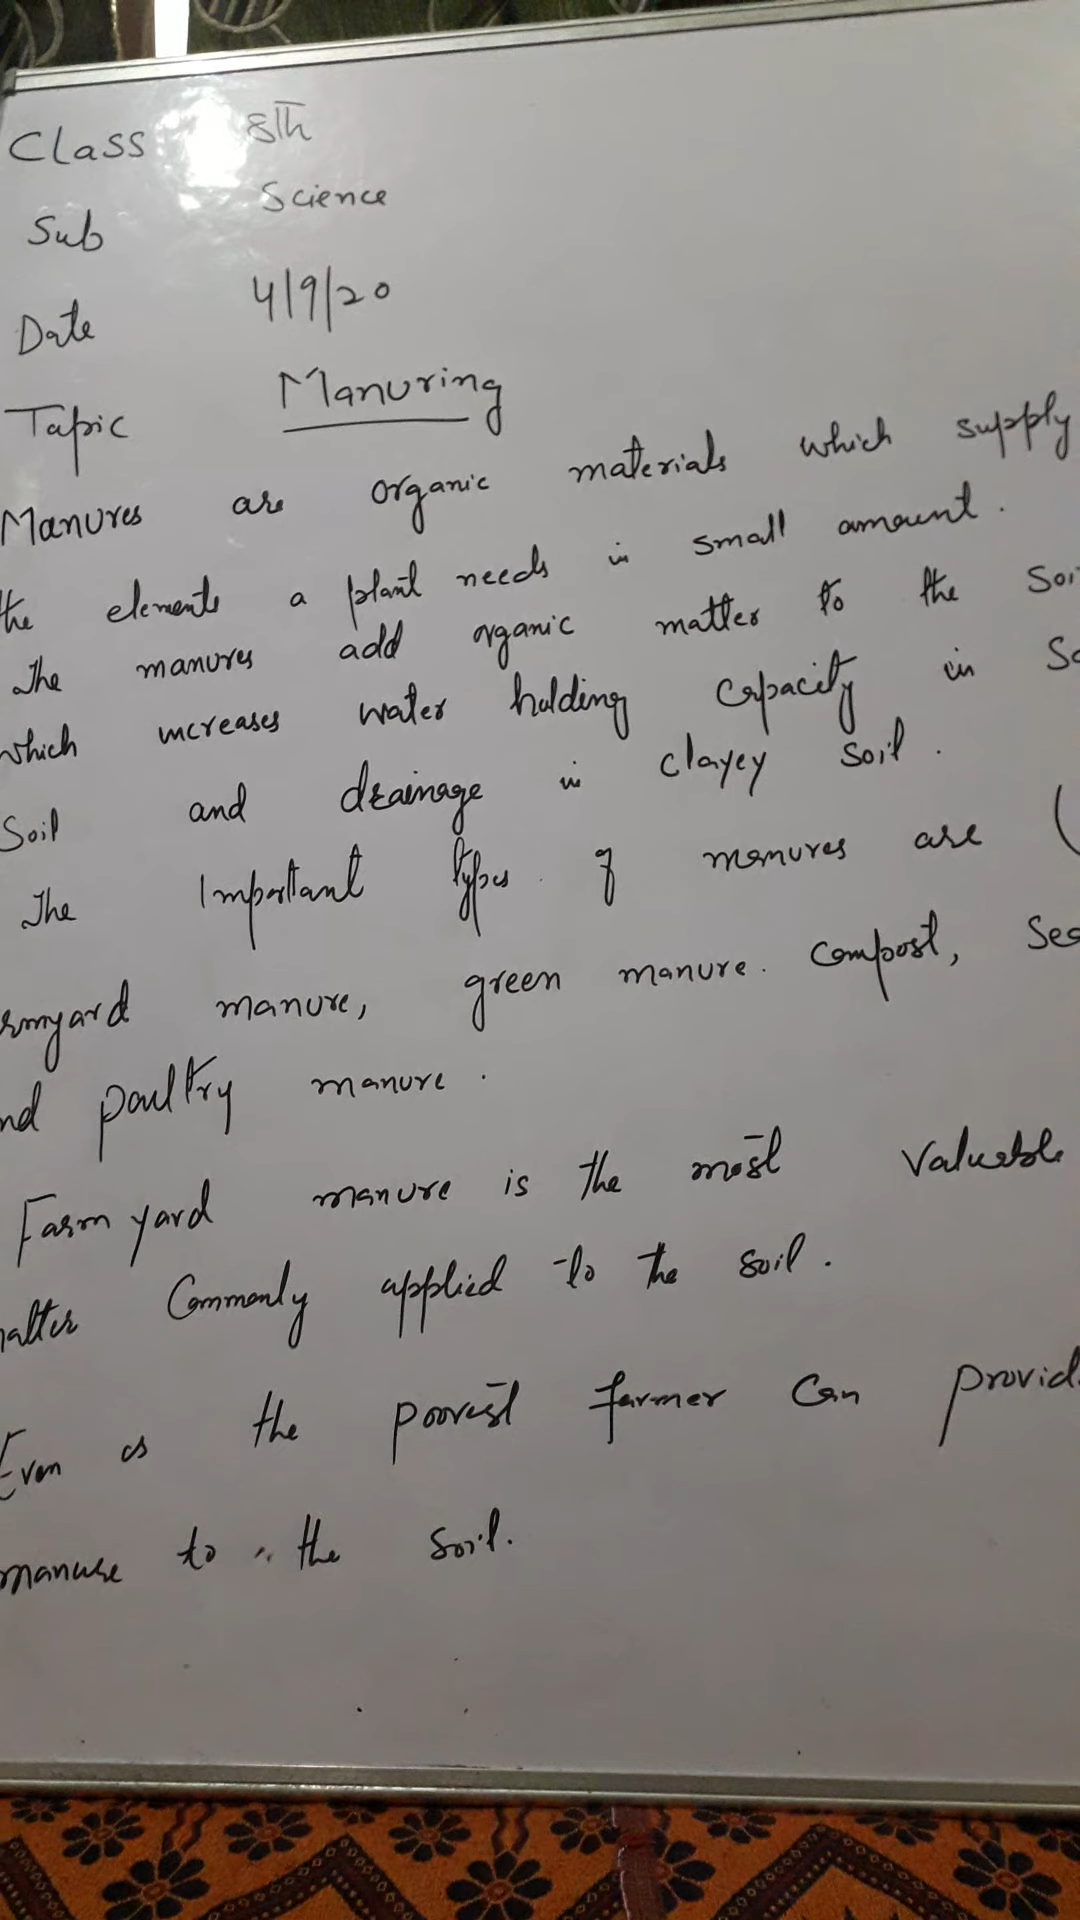 Class 8th
Sub Science
Date 4/9/20
Tapic Manuring
Manures are organic materials which supply
the elements a plant needs in small amount.
The manures add organic matter to the Soi
which increases water holding capacity in Sa
Soil and drainage in clayey soil.
The Important types of manures are (
rmyard manure, green manure. Compost, Sea
nd poultry manure.
Farm yard manure is the most valuable
matter Commonly applied to the soil.
Even as the poorest farmer Can provid
manure to the Soil.